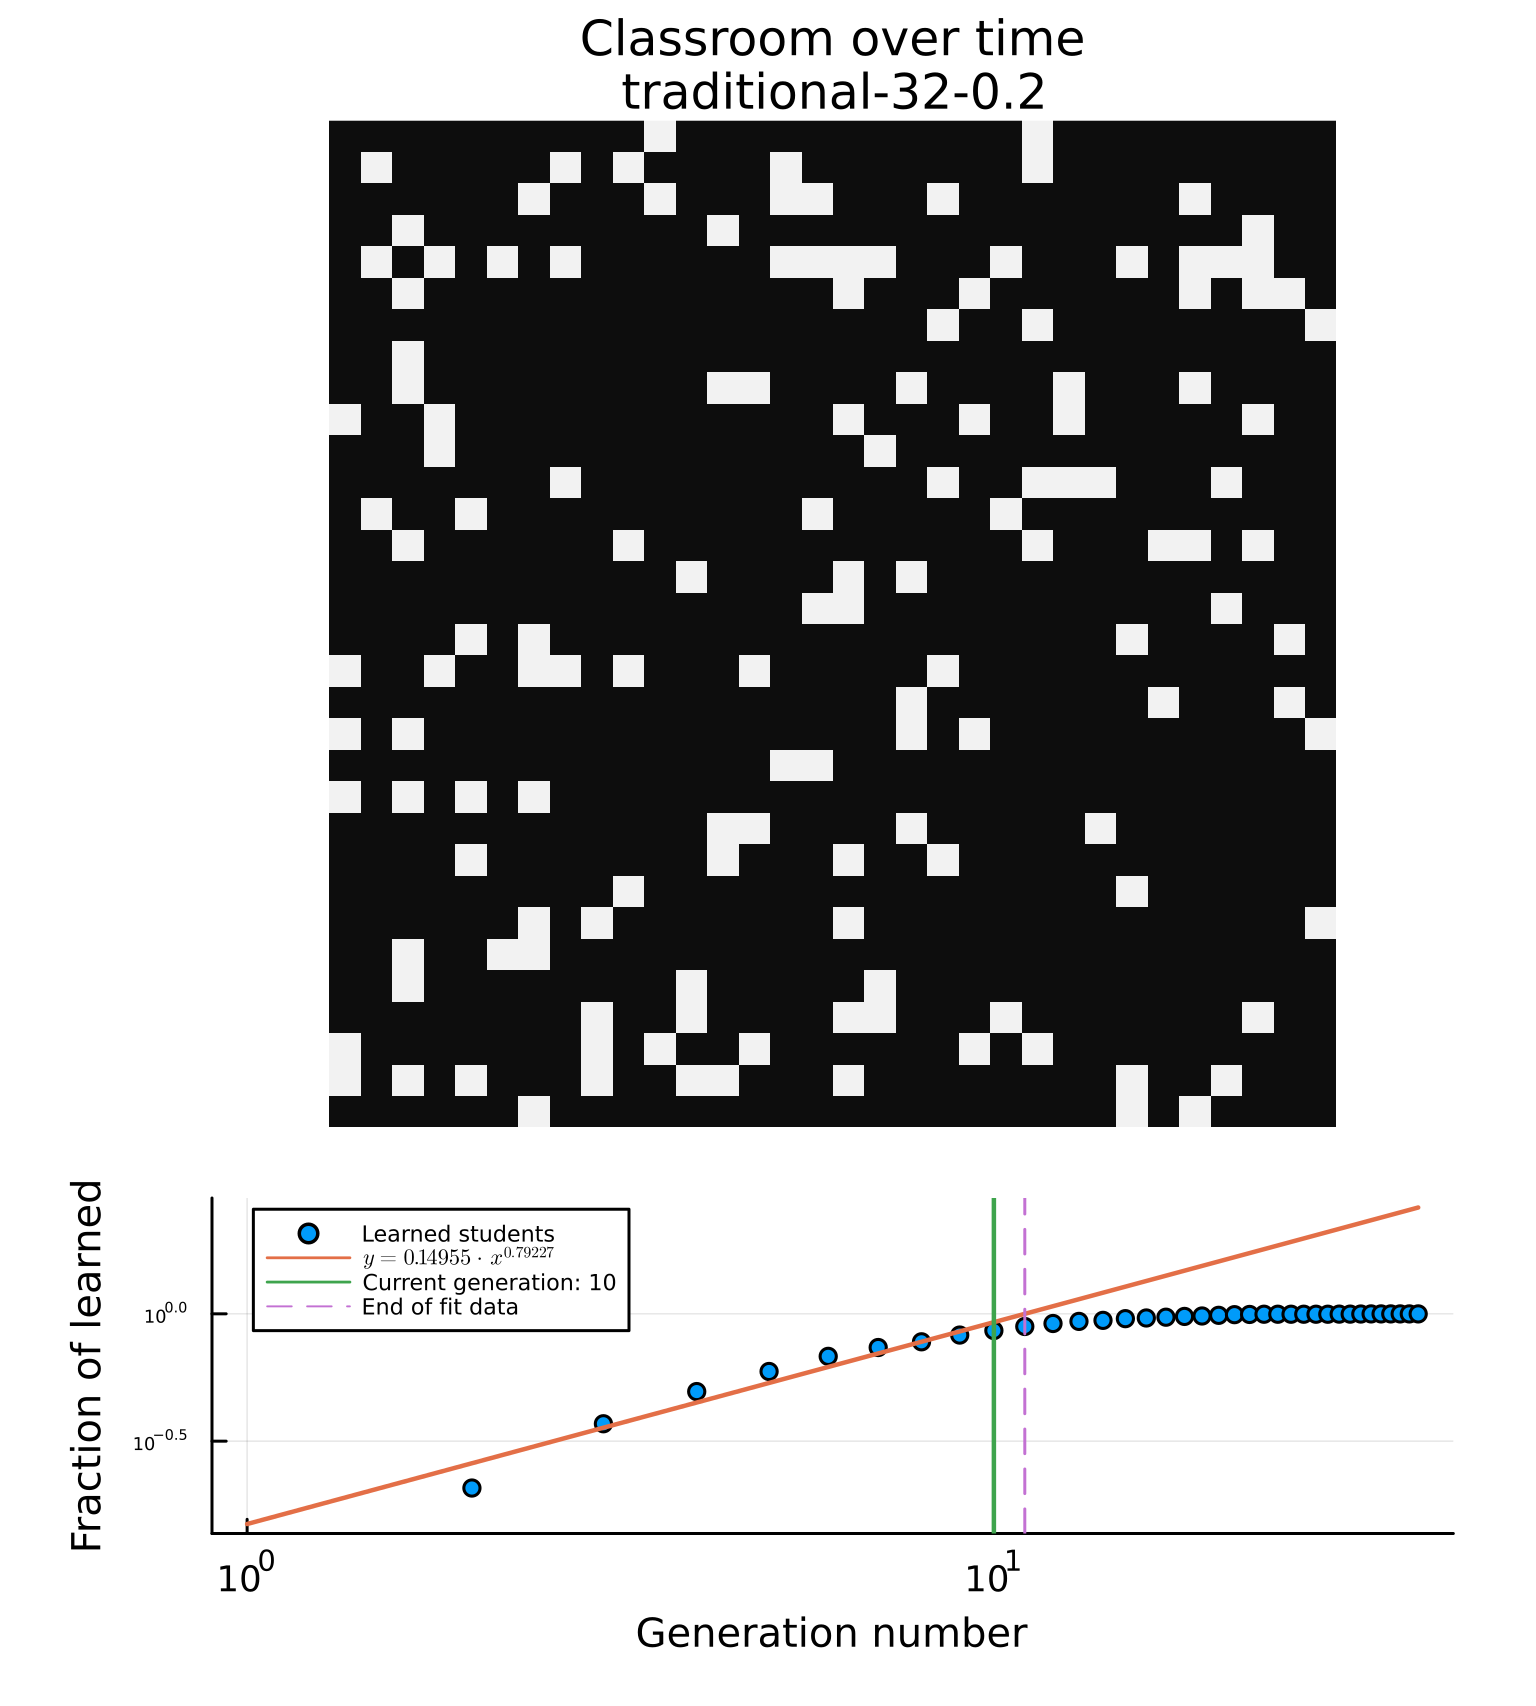 Classroom over time
traditional-32-0.2
Fraction of learned
Learned students
y = 0.14955 · x^0.79227
Current generation: 10
End of fit data
10^0.0
10^−0.5
10^0
10^1
Generation number